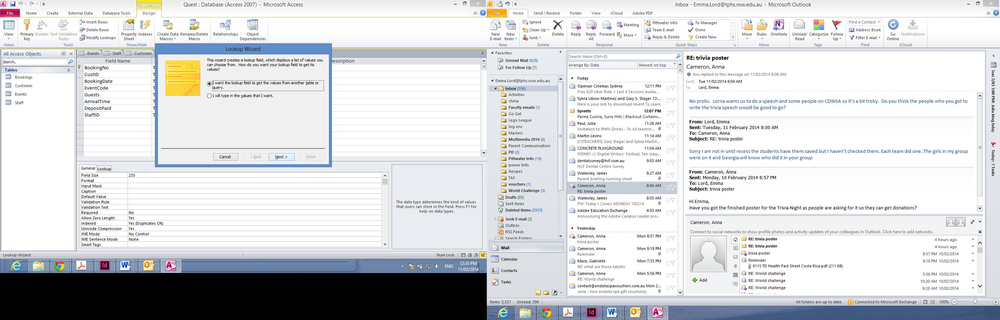 Quest : Database (Access 2007) - Microsoft Access
Table Tools
File
Home
Create
External Data
Database Tools
Design
View
Primary Key
Builder
Test Validation Rules
Insert Rows
Delete Rows
Modify Lookups
Property Sheet
Indexes
Create Data Macros
Rename/Delete Macro
Relationships
Object Dependencies
Views
Tools
Show/Hide
All Access Objects
Search...
Tables
Bookings
Customer
Events
Staff
Events
Staff
Customer
Field Name
Description
BookingNo
CustID
BookingDate
EventCode
Guests
ArrivalTime
DepositPaid
StaffID
Lookup Wizard
This wizard creates a lookup field, which displays a list of values you
can choose from. How do you want your lookup field to get its
values?
I want the lookup field to get the values from another table or
query.
I will type in the values that I want.
Cancel
< Back
Next >
Finish
General
Lookup
Field Size 255
Format
Input Mask
Caption
Default Value
Validation Rule
Validation Text
Required No
Allow Zero Length Yes
Indexed Yes (Duplicates OK)
Unicode Compression Yes
IME Mode No Control
IME Sentence Mode None
Smart Tags
The data type determines the kind of values
that users can store in the field. Press F1 for
help on data types.
Lookup Wizard
Num Lock
ENG
12:35 PM
11/02/2014
Inbox - Emma.Lord@tphs.nsw.edu.au - Microsoft Outlook
File
Home
Send / Receive
Folder
View
iCloud
Adobe PDF
New E-mail
New Items
Ignore
Clean Up
Junk
Delete
Reply
Reply All
Forward
Meeting
More
Pittwater Info
Team E-mail
Reply & Delete
To Manager
Done
Create New
Move
Rules
OneNote
Unread/ Read
Categorize
Follow Up
Find a Contact
Address Book
Filter E-mail
Go Online
Notifications
New
Delete
Respond
Quick Steps
Move
Tags
Find
iCloud
Favorites
Unread Mail (628)
For Follow Up [7]
Emma.Lord@tphs.nsw.edu.au
Inbox (596)
Activities
china
Faculty emails (1)
Go Get
Lego League
log ons
Masters
Multimedia 2014 (6)
Parent Communication
PD (2)
Pittwater Info (19)
power bills
Recipes
TAX
vouchers (1)
World Challenge (3)
Drafts [85]
Sent Items
Deleted Items (2933)
Junk E-mail [2]
Outbox
RSS Feeds
Search Folders
Mail
Calendar
Contacts
Tasks
Search Inbox (Ctrl+E)
Arrange By: Date
Newest on top
Today
Openair Cinemas Sydney 12:11 PM
Free $20 Uber Ride + Last 4 Sessions Availa...
Sylvia Libow Martinez and Gary S. Stager 12:...
Here is your link to download Invent To Learn
Spreets 12:07 PM
Parma Cucina, Surry Hills | Blackout Curtains...
Paul, Julia 11:26 AM
Invitation to PHPA Drinks - To All teachin...
Martin Levins 11:14 AM
[CSTEACHERS] Gary Stager and Sylvia Martin...
CONCRETE PLAYGROUND 11:04 AM
SYDNEY /// Digital Writers' Festival, Ten crazy...
dentalsurvey@hcf.com.au 9:03 AM
HCF Dental Centre Survey
Walmsley, James 8:27 AM
Parent briefing running sheet
Cameron, Anna 8:04 AM
RE: trivia poster
Walmsley, James 8:03 AM
FW: Today's Covers MONDAY 100214
Adobe Education Exchange 4:03 AM
Announcing the Adobe Campus Leader pro...
Yesterday
Cameron, Anna Mon 8:57 PM
trivia poster
Cameron, Anna Mon 8:19 PM
Reminder
Mace, Gabrielle Mon 7:33 PM
RE: what are those tablets
Cameron, Anna Mon 5:56 PM
RE: World challenge
contact@endotaspavouchers.com.au Mon 2...
carla - Your endota spa gift voucher(s)
RE: trivia poster
Cameron, Anna
You replied to this message on 11/02/2014 8:06 AM.
Sent: Tue 11/02/2014 8:04 AM
To: Lord, Emma
No probs. Lorna wants us to do a speech and some people on CDWSA so it's a bit tricky. Do you think the people who you got to
write the trivia speech would be good to go?
From: Lord, Emma
Sent: Tuesday, 11 February 2014 8:00 AM
To: Cameron, Anna
Subject: RE: trivia poster
Sorry I am not in until recess the students have them saved but I haven't checked them. Each team did one. The girls in my group
were on it and Georgia will know who did it in your group
From: Cameron, Anna
Sent: Monday, 10 February 2014 8:57 PM
To: Lord, Emma
Subject: trivia poster
Hi Emma,
Have you got the finished poster for the Trivia Night as people are asking for it so they can get donations?
Cameron, Anna
Connect to social networks to show profile photos and activity updates of your colleagues in Outlook. Click here to add networks.
Add
RE: trivia poster 4 hours ago
RE: trivia poster 4 hours ago
trivia poster 8:57 PM 10/02/2014
Reminder 8:18 PM 10/02/2014
9115 TD Health Fact Sheet Costa Rica.pdf (211 KB)
RE: World challenge 5:56 PM 10/02/2014
RE: World challenge 10:20 AM 10/02/2014
RE: World challenge 9:28 AM 10/02/2014
Sun 2/03 3:00 PM: Julia king bday
Today: 7 Tasks
Items: 3,537
Unread: 596
All folders are up to date.
Connected to Microsoft Exchange
100%